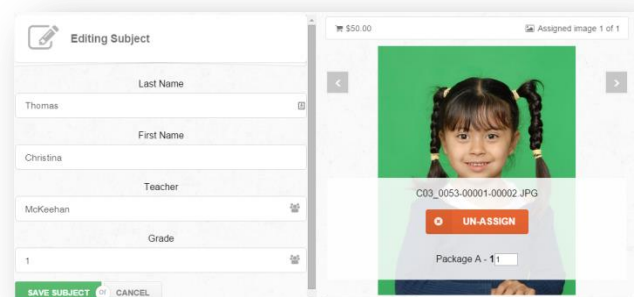 Editing Subject
Last Name
Thomas
First Name
Christina
Teacher
McKeehan
Grade
1
SAVE SUBJECT or CANCEL
$50.00
Assigned image 1 of 1
C03_0053-00001-00002.JPG
UN-ASSIGN
Package A - 1 1